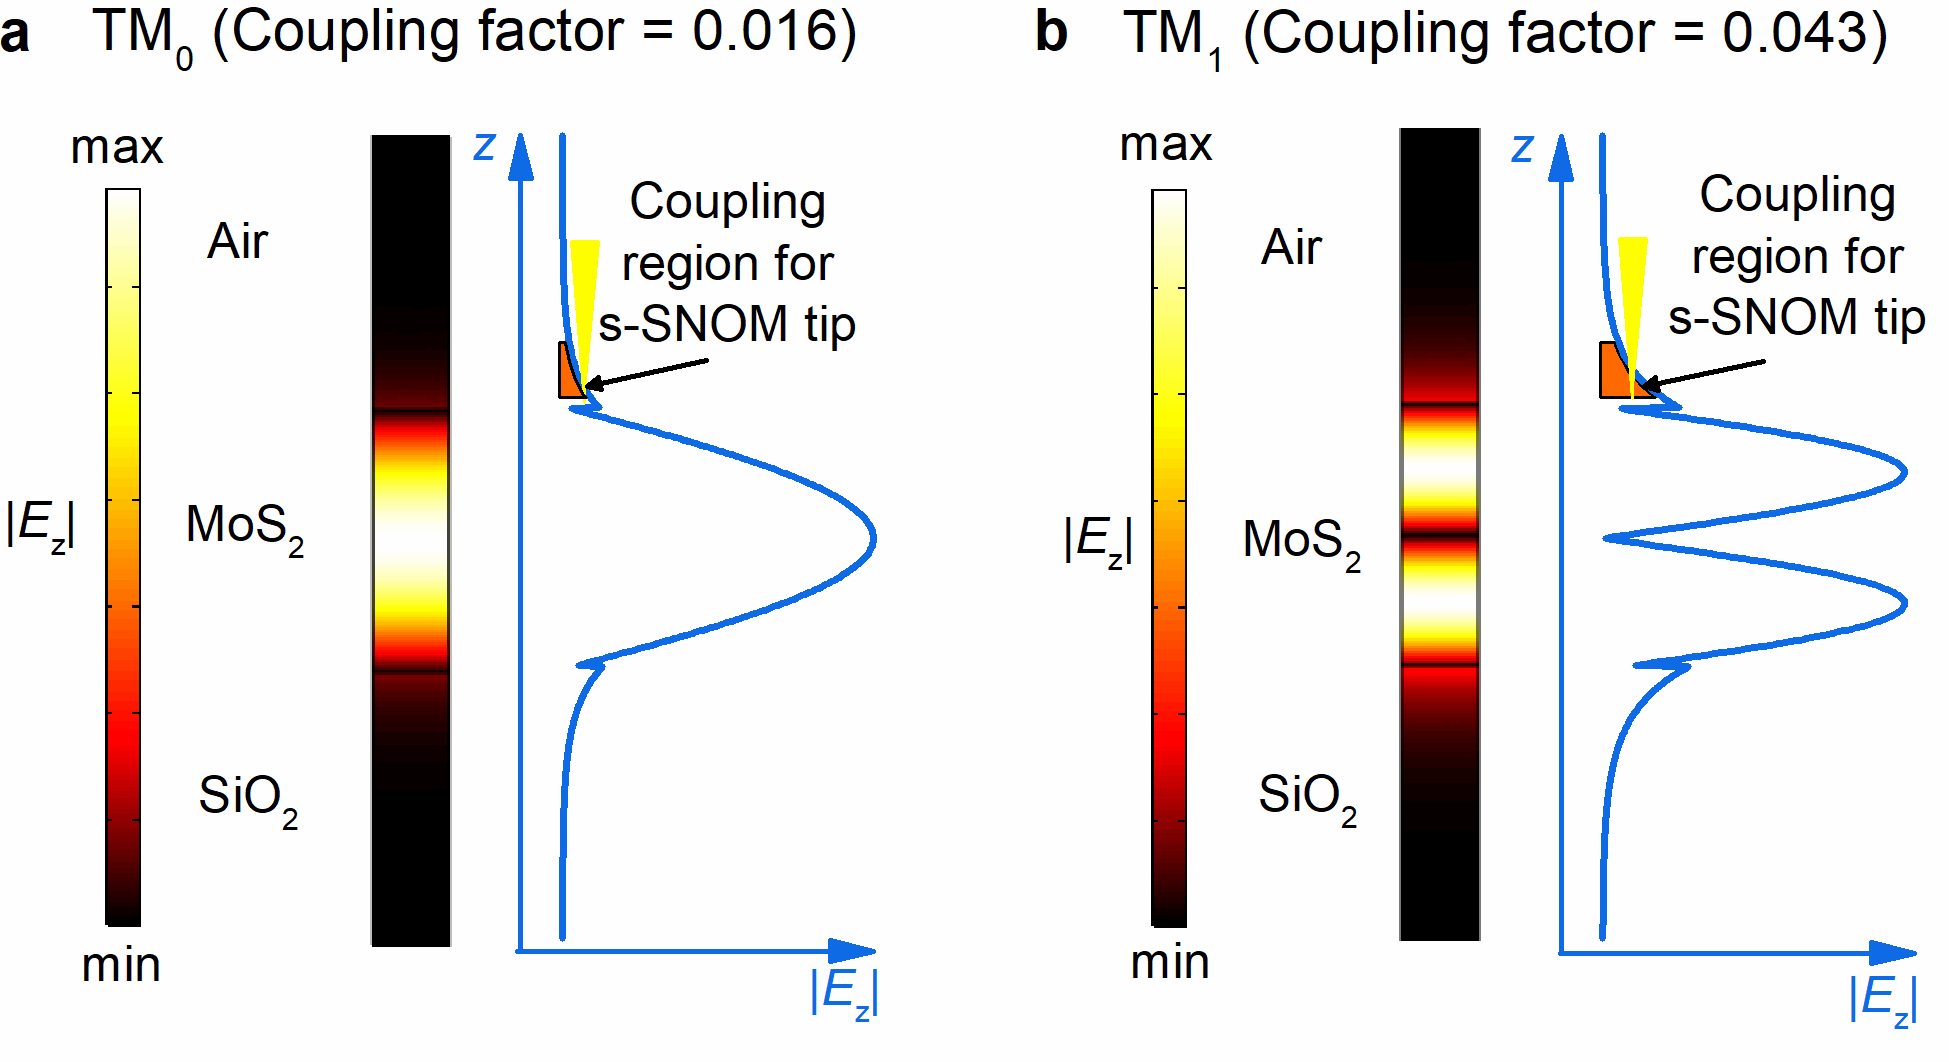 a TM0 (Coupling factor = 0.016)
max
z
Coupling
region for
s-SNOM tip
Air
|Ez|
MoS2
SiO2
min
|Ez|
b TM1 (Coupling factor = 0.043)
max
z
Coupling
region for
s-SNOM tip
Air
|Ez|
MoS2
SiO2
min
|Ez|